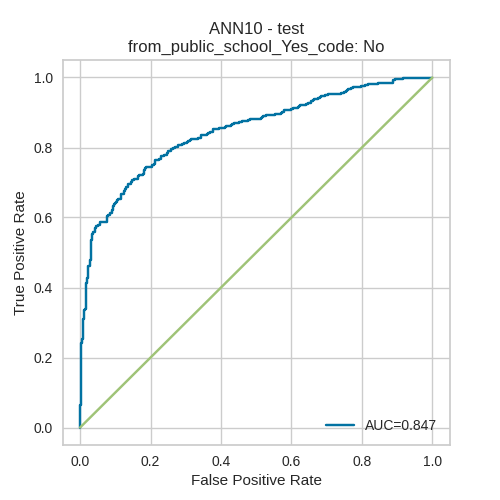 ANN10 - test
from_public_school_Yes_code: No
1.0
0.8
0.6
0.4
0.2
0.0
True Positive Rate
AUC=0.847
0.0 0.2 0.4 0.6 0.8 1.0
False Positive Rate